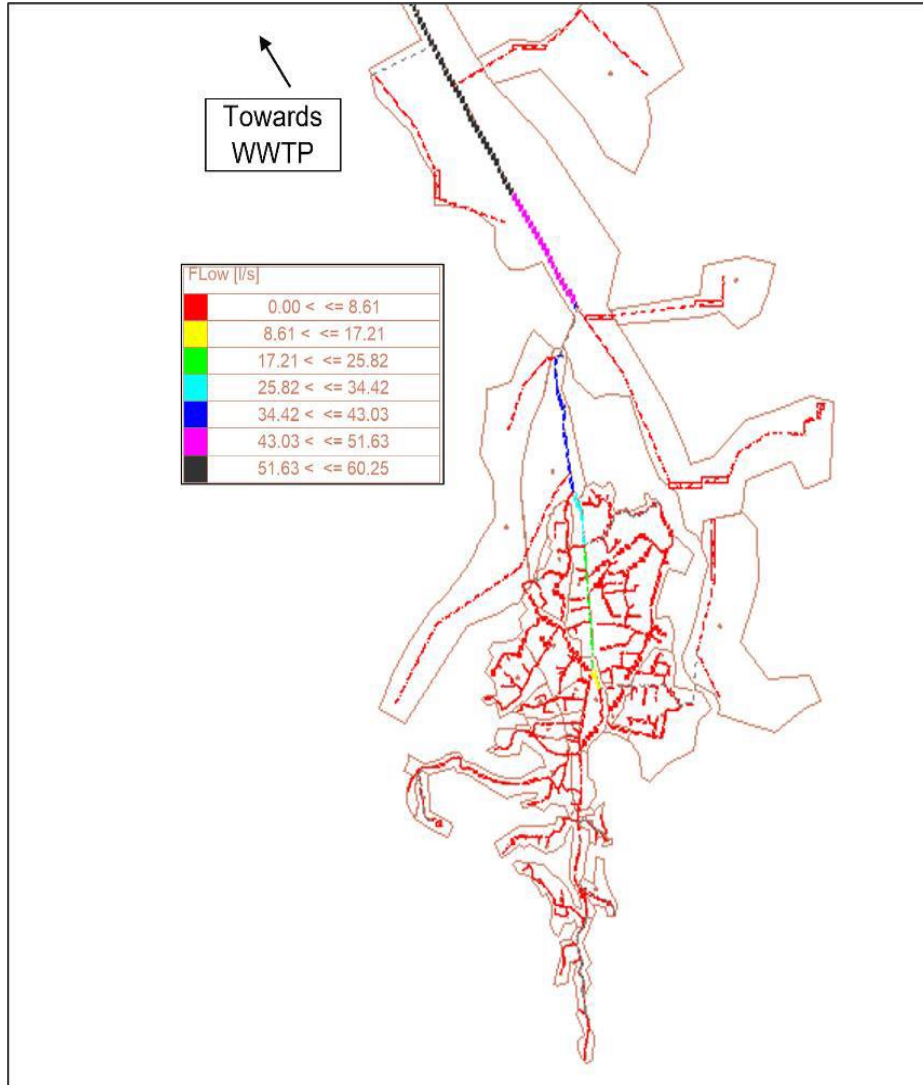 Towards
WWTP
FLow [l/s]
0.00 < <= 8.61
8.61 < <= 17.21
17.21 < <= 25.82
25.82 < <= 34.42
34.42 < <= 43.03
43.03 < <= 51.63
51.63 < <= 60.25